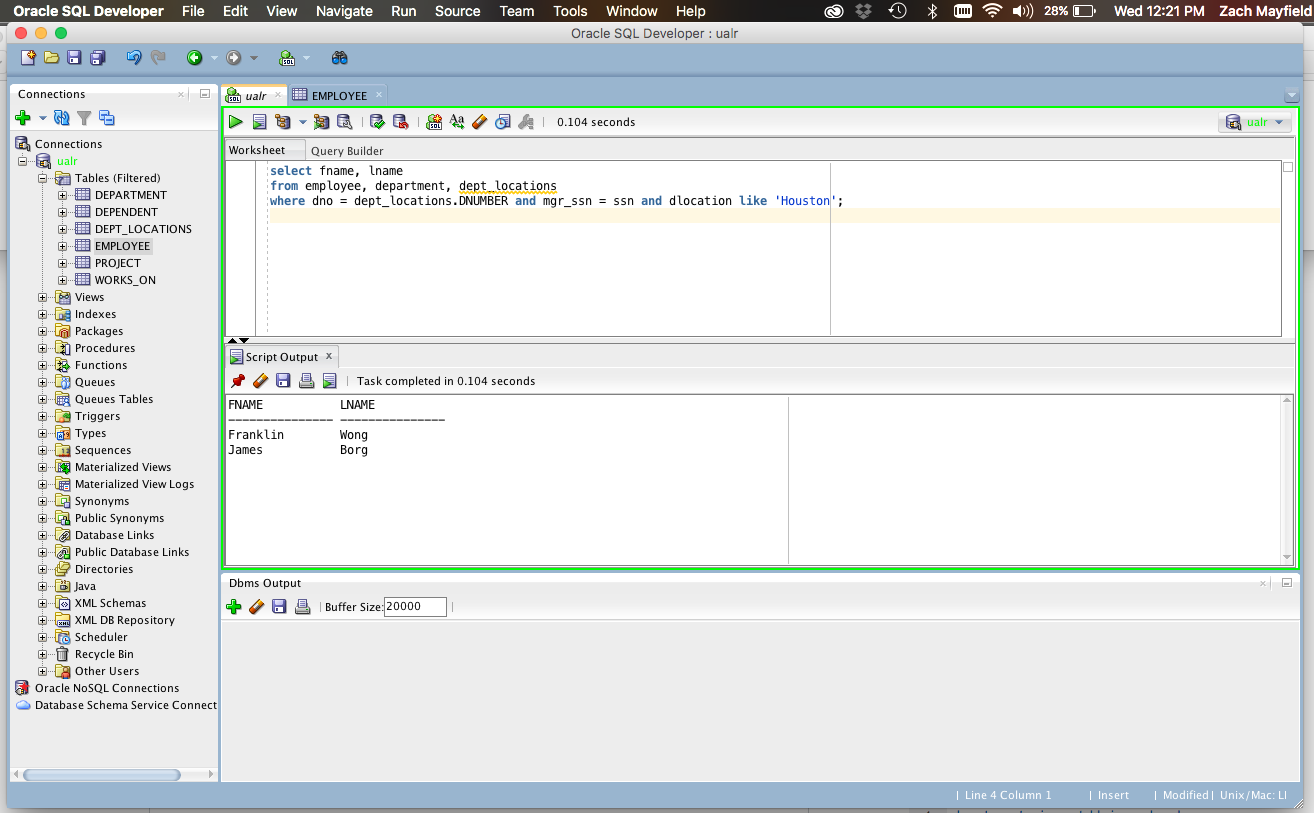 Oracle SQL Developer File Edit View Navigate Run Source Team Tools Window Help 28% Wed 12:21 PM Zach Mayfield
Oracle SQL Developer : ualr
Connections
Connections
ualr
Tables (Filtered)
DEPARTMENT
DEPENDENT
DEPT_LOCATIONS
EMPLOYEE
PROJECT
WORKS_ON
Views
Indexes
Packages
Procedures
Functions
Queues
Queues Tables
Triggers
Types
Sequences
Materialized Views
Materialized View Logs
Synonyms
Public Synonyms
Database Links
Public Database Links
Directories
Java
XML Schemas
XML DB Repository
Scheduler
Recycle Bin
Other Users
Oracle NoSQL Connections
Database Schema Service Connect
ualr EMPLOYEE
0.104 seconds ualr
Worksheet Query Builder
select fname, lname
from employee, department, dept_locations
where dno = dept_locations.DNUMBER and mgr_ssn = ssn and dlocation like 'Houston';
Script Output x
Task completed in 0.104 seconds
FNAME LNAME
--------------- ---------------
Franklin Wong
James Borg
Dbms Output
Buffer Size: 20000
Line 4 Column 1 | Insert | Modified | Unix/Mac: LI